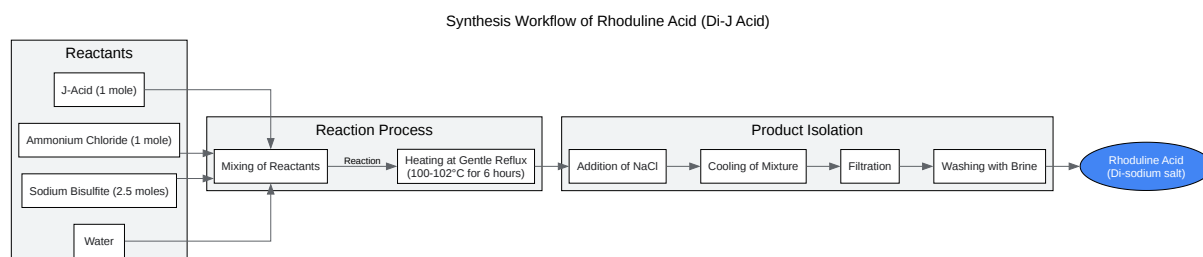 Synthesis Workflow of Rhoduline Acid (Di-J Acid)
Reactants
J-Acid (1 mole)
Ammonium Chloride (1 mole)
Sodium Bisulfite (2.5 moles)
Water
Reaction Process
Mixing of Reactants
Reaction
Heating at Gentle Reflux
(100-102°C for 6 hours)
Product Isolation
Addition of NaCl
Cooling of Mixture
Filtration
Washing with Brine
Rhoduline Acid
(Di-sodium salt)